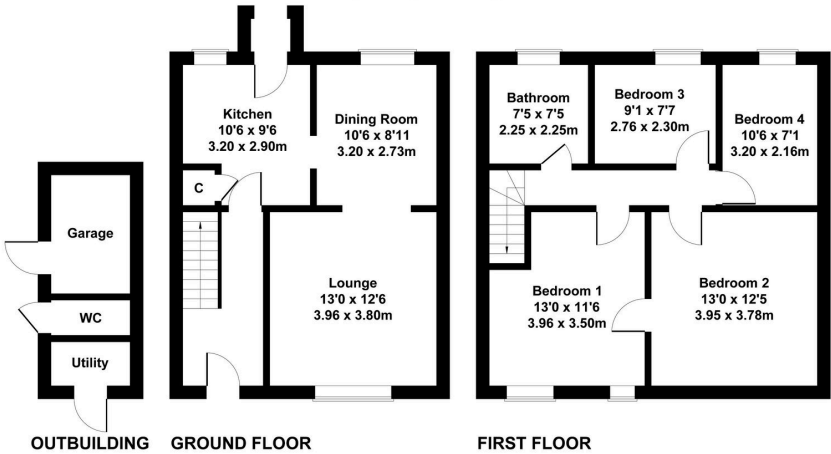 Garage
WC
Utility
OUTBUILDING
Kitchen
10'6 x 9'6
3.20 x 2.90m
Dining Room
10'6 x 8'11
3.20 x 2.73m
C
Lounge
13'0 x 12'6
3.96 x 3.80m
GROUND FLOOR
Bathroom
7'5 x 7'5
2.25 x 2.25m
Bedroom 3
9'1 x 7'7
2.76 x 2.30m
Bedroom 4
10'6 x 7'1
3.20 x 2.16m
Bedroom 1
13'0 x 11'6
3.96 x 3.50m
Bedroom 2
13'0 x 12'5
3.95 x 3.78m
FIRST FLOOR